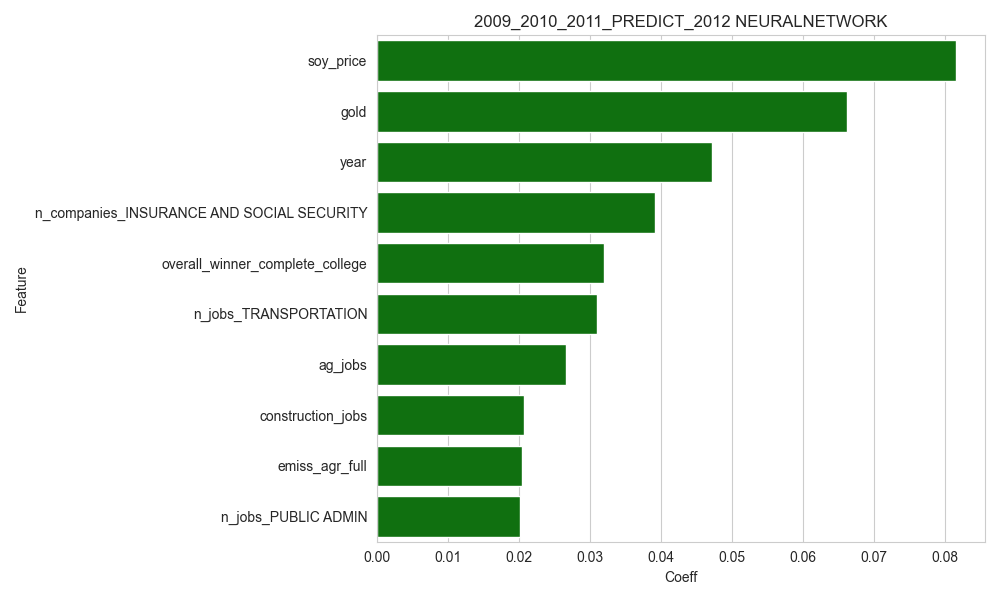 2009_2010_2011_PREDICT_2012 NEURALNETWORK
Feature
soy_price
gold
year
n_companies_INSURANCE AND SOCIAL SECURITY
overall_winner_complete_college
n_jobs_TRANSPORTATION
ag_jobs
construction_jobs
emiss_agr_full
n_jobs_PUBLIC ADMIN
0.00 0.01 0.02 0.03 0.04 0.05 0.06 0.07 0.08
Coeff